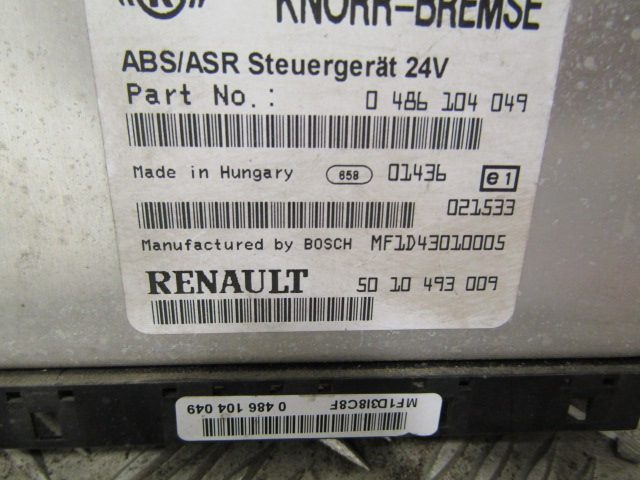 ((K))
KNORR-BREMSE
ABS/ASR Steuergerät 24V
Part No.: 0 486 104 049
Made in Hungary 658 01436 e1
021533
Manufactured by BOSCH MF1D43010005
RENAULT 50 10 493 009
MF1D3I8C8F
0 486 104 049